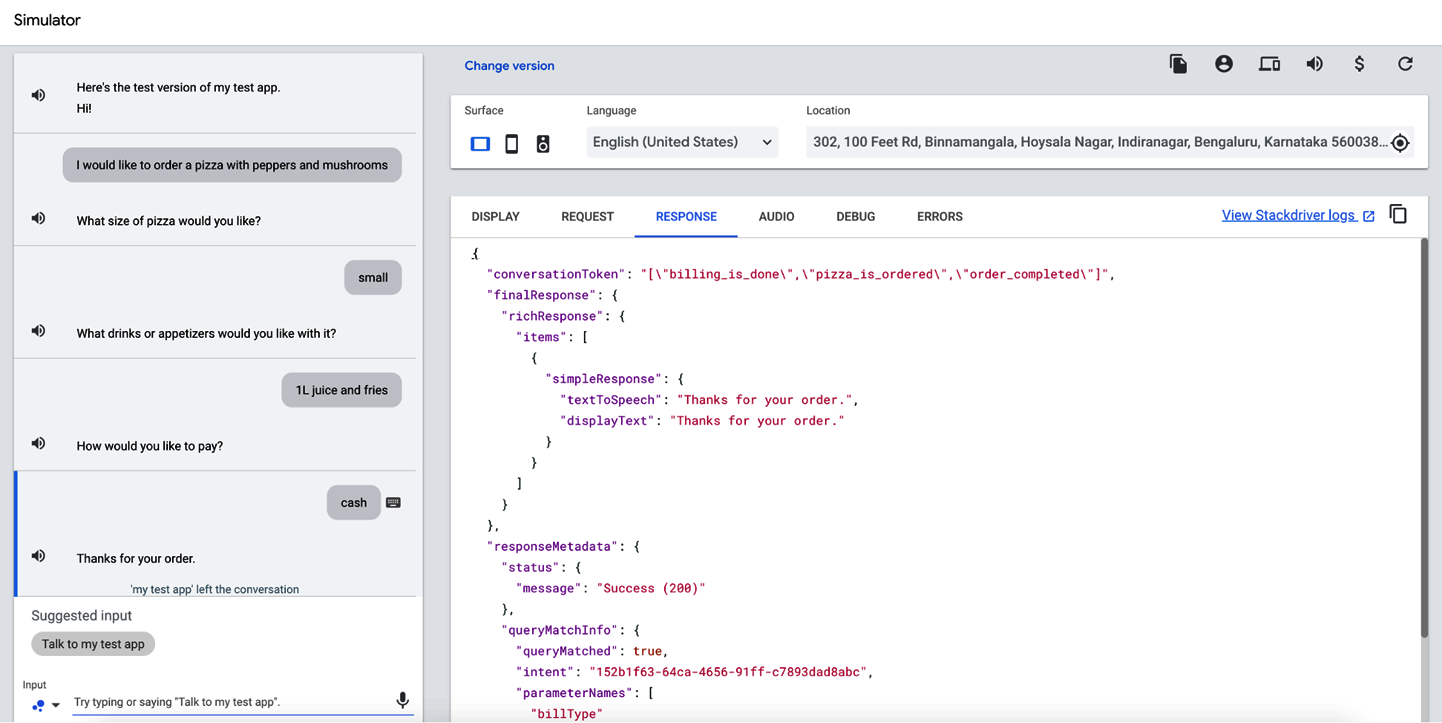 Simulator
Here's the test version of my test app.
Hi!
I would like to order a pizza with peppers and mushrooms
What size of pizza would you like?
small
What drinks or appetizers would you like with it?
1L juice and fries
How would you like to pay?
cash
Thanks for your order.
'my test app' left the conversation
Suggested input
Talk to my test app
Input
Try typing or saying "Talk to my test app".
Change version
Surface Language Location
English (United States) 302, 100 Feet Rd, Binnamangala, Hoysala Nagar, Indiranagar, Bengaluru, Karnataka 560038...
DISPLAY REQUEST RESPONSE AUDIO DEBUG ERRORS View Stackdriver logs
{
"conversationToken": "[\"billing_is_done\",\"pizza_is_ordered\",\"order_completed\"]",
"finalResponse": {
"richResponse": {
"items": [
{
"simpleResponse": {
"textToSpeech": "Thanks for your order.",
"displayText": "Thanks for your order."
}
}
]
}
},
"responseMetadata": {
"status": {
"message": "Success (200)"
},
"queryMatchInfo": {
"queryMatched": true,
"intent": "152b1f63-64ca-4656-91ff-c7893dad8abc",
"parameterNames": [
"billType"